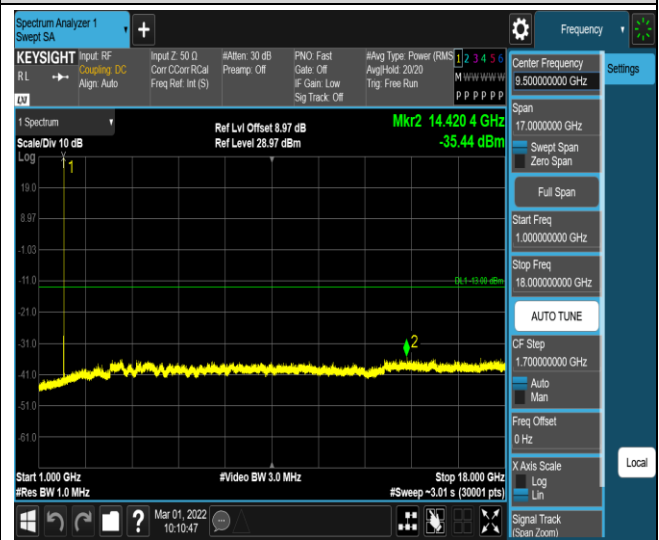 Spectrum Analyzer 1
Swept SA
+
Frequency
KEYSIGHT
RL
LXI
Input: RF
Coupling: DC
Align: Auto
Input Z: 50 Ω
Corr CCorr RCal
Freq Ref: Int (S)
#Atten: 30 dB
Preamp: Off
PNO: Fast
Gate: Off
IF Gain: Low
Sig Track: Off
#Avg Type: Power (RMS
Avg|Hold: 20/20
Trig: Free Run
1 2 3 4 5 6
M W W W W W
P P P P P P
Center Frequency
9.500000000 GHz
Settings
1 Spectrum
Scale/Div 10 dB
Ref Lvl Offset 8.97 dB
Ref Level 28.97 dBm
Mkr2 14.420 4 GHz
-35.44 dBm
Log
1
19.0
8.97
-1.03
-11.0
-21.0
-31.0
-41.0
-51.0
-61.0
DL1 -13.00 dBm
2
Start 1.000 GHz
#Res BW 1.0 MHz
#Video BW 3.0 MHz
Stop 18.000 GHz
#Sweep ~3.01 s (30001 pts)
Span
17.0000000 GHz
Swept Span
Zero Span
Full Span
Start Freq
1.000000000 GHz
Stop Freq
18.000000000 GHz
AUTO TUNE
CF Step
1.700000000 GHz
Auto
Man
Freq Offset
0 Hz
X Axis Scale
Log
Lin
Local
Signal Track
(Span Zoom)
?
Mar 01, 2022
10:10:47